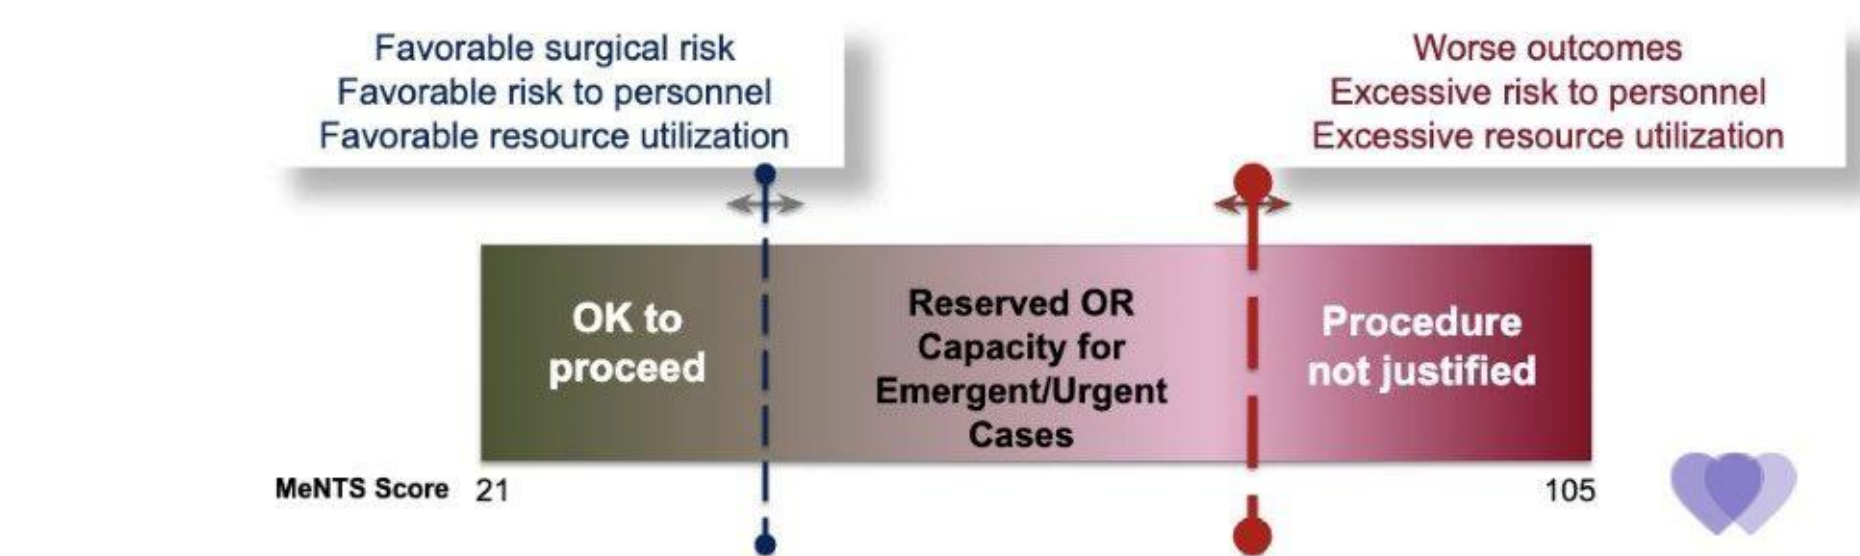 Favorable surgical risk
Favorable risk to personnel
Favorable resource utilization
Worse outcomes
Excessive risk to personnel
Excessive resource utilization
OK to
proceed
Reserved OR
Capacity for
Emergent/Urgent
Cases
Procedure
not justified
MeNTS Score 21
105